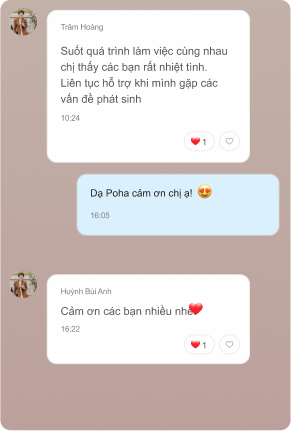 Trâm Hoàng
Suốt quá trình làm việc cùng nhau
chị thấy các bạn rất nhiệt tình.
Liên tục hỗ trợ khi mình gặp các
vấn đề phát sinh
10:24
1
Dạ Poha cảm ơn chị ạ! 😍
16:05
Huỳnh Bùi Anh
Cảm ơn các bạn nhiều nhé❤️
16:22
1